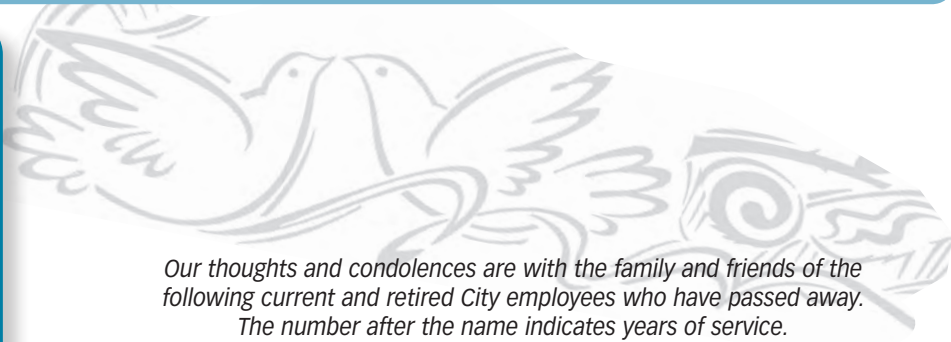 Our thoughts and condolences are with the family and friends of the
following current and retired City employees who have passed away.
The number after the name indicates years of service.